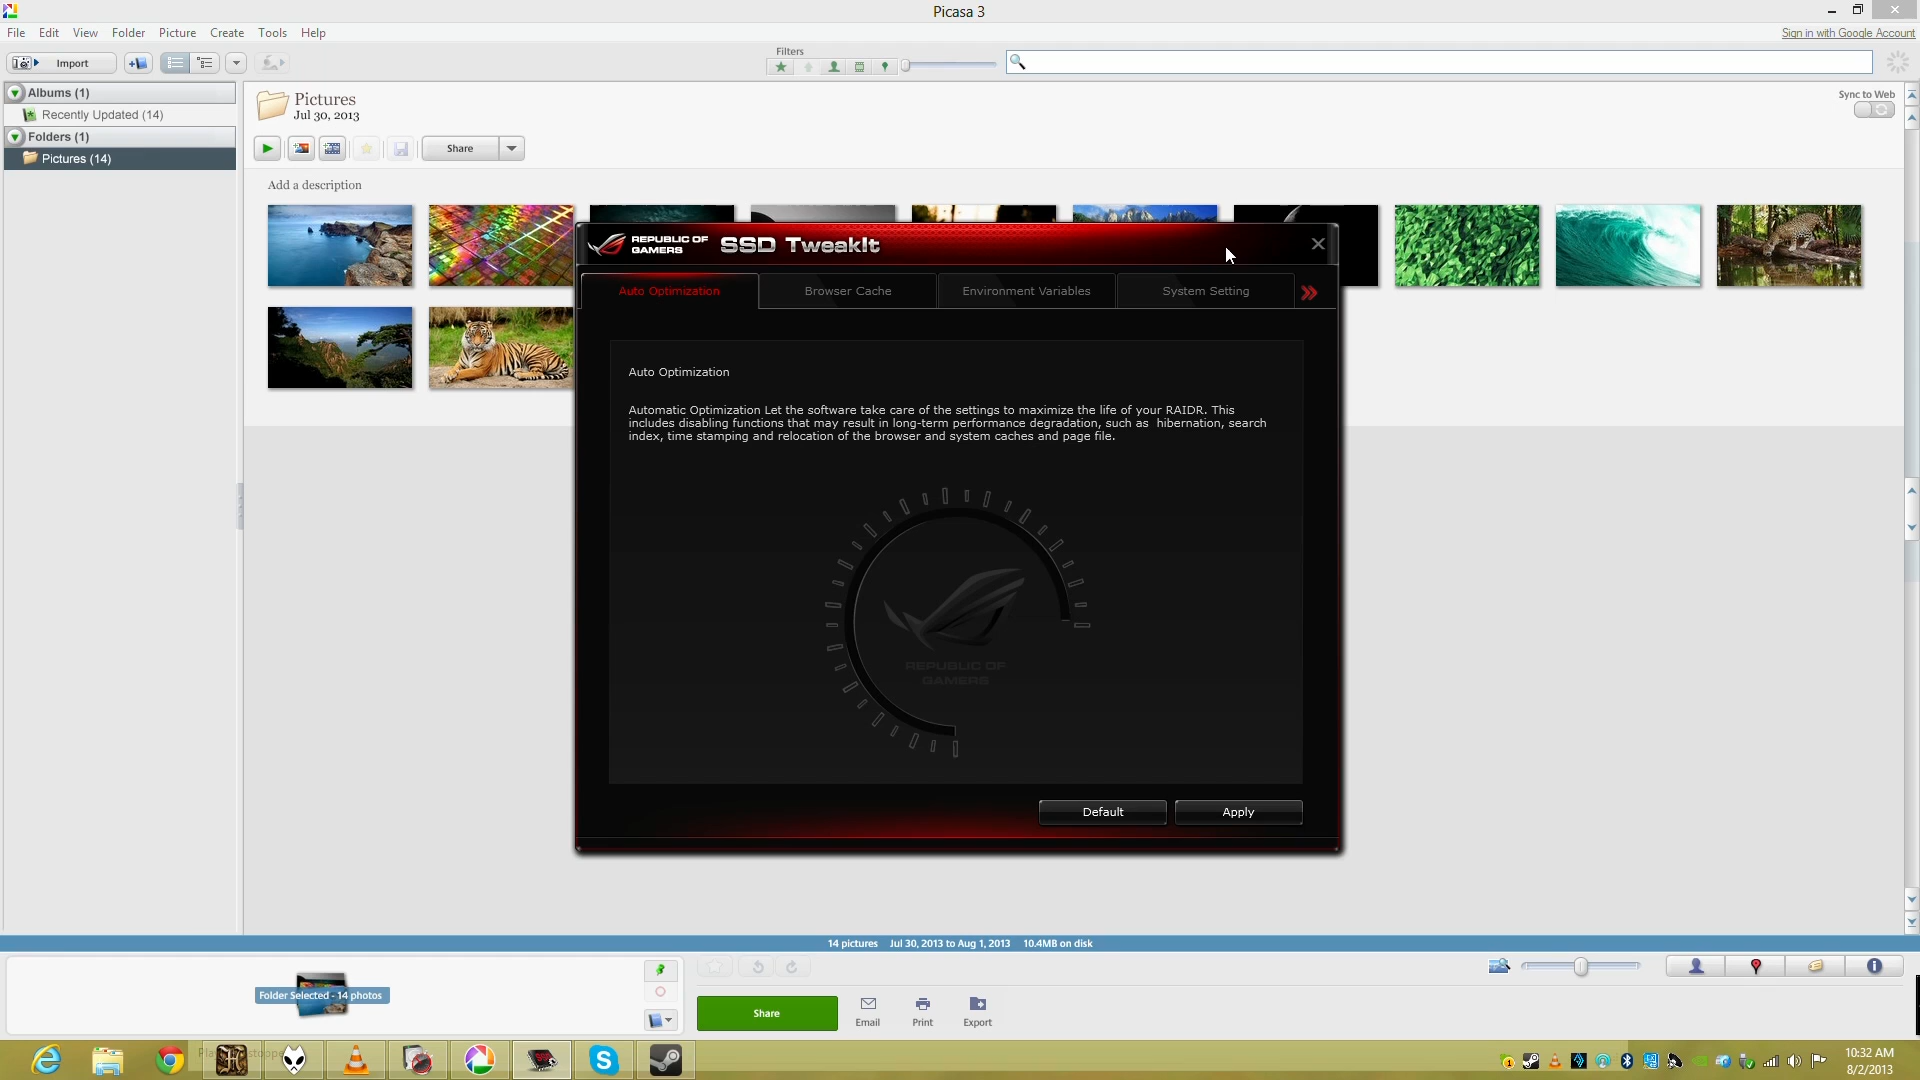 Picasa 3
File Edit View Folder Picture Create Tools Help
Sign in with Google Account
Import
Filters
Albums (1)
Recently Updated (14)
Folders (1)
Pictures (14)
Pictures
Jul 30, 2013
Sync to Web
Share
Add a description
REPUBLIC OF
GAMERS
SSD TweakIt
Auto Optimization
Browser Cache
Environment Variables
System Setting
Auto Optimization
Automatic Optimization Let the software take care of the settings to maximize the life of your RAIDR. This
includes disabling functions that may result in long-term performance degradation, such as hibernation, search
index, time stamping and relocation of the browser and system caches and page file.
REPUBLIC OF
GAMERS
Default
Apply
14 pictures Jul 30, 2013 to Aug 1, 2013 10.4MB on disk
Folder Selected - 14 photos
Share
Email
Print
Export
10:32 AM
8/2/2013